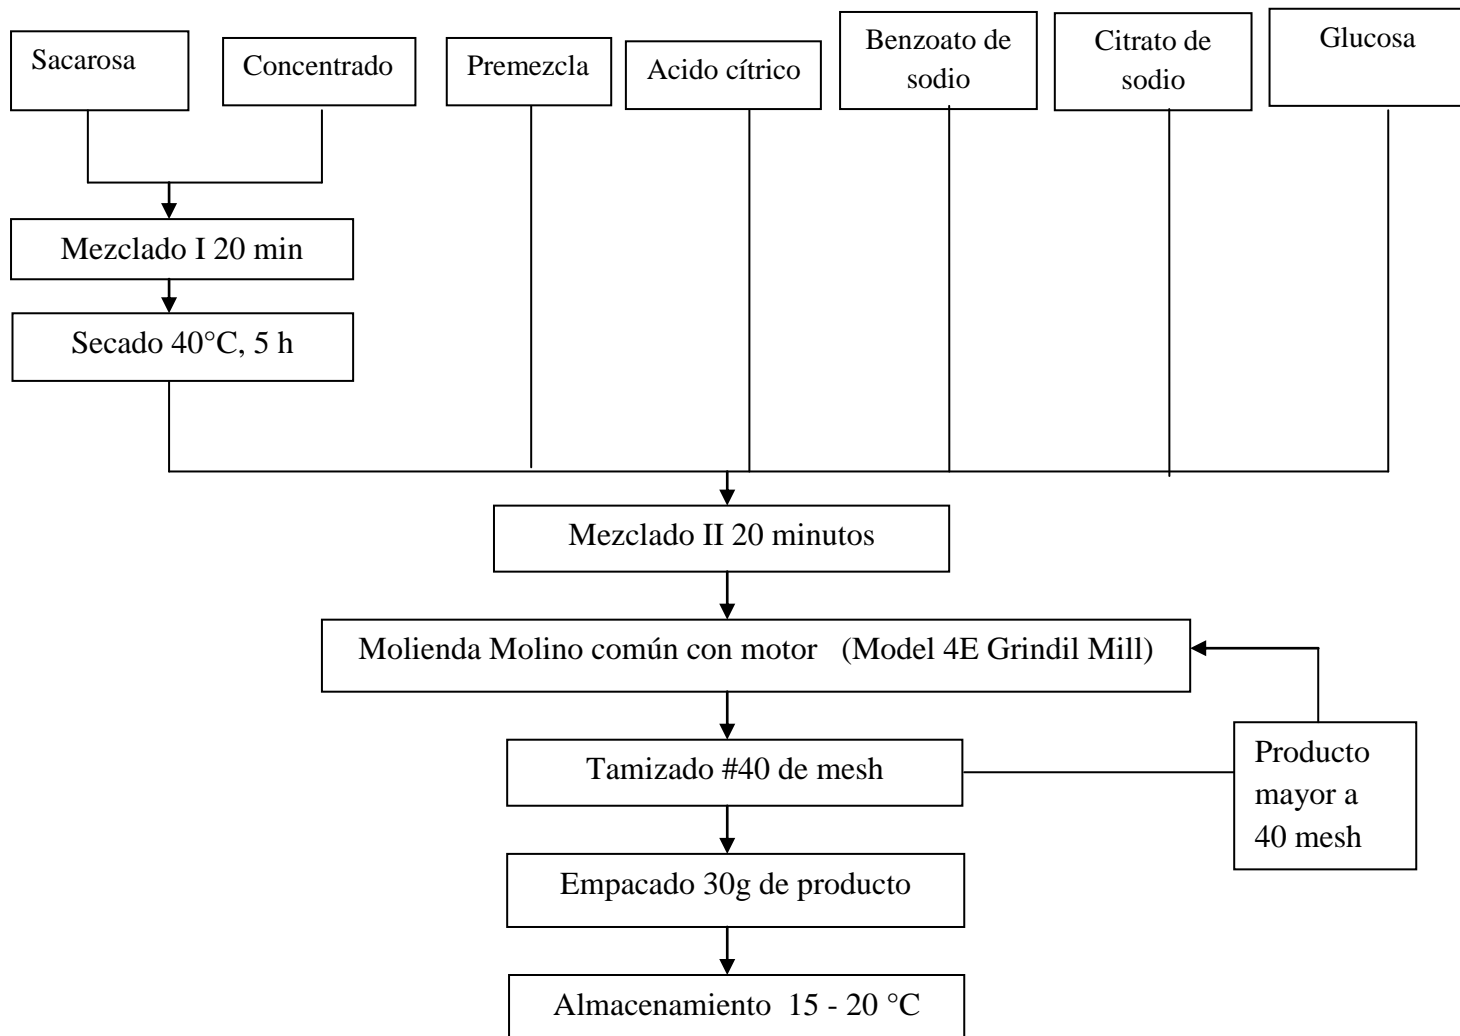 Sacarosa
Concentrado
Premezcla
Acido cítrico
Benzoato de
sodio
Citrato de
sodio
Glucosa
Mezclado I 20 min
Secado 40°C, 5 h
Mezclado II 20 minutos
Molienda Molino común con motor (Model 4E Grindil Mill)
Tamizado #40 de mesh
Producto
mayor a
40 mesh
Empacado 30g de producto
Almacenamiento 15 - 20 °C